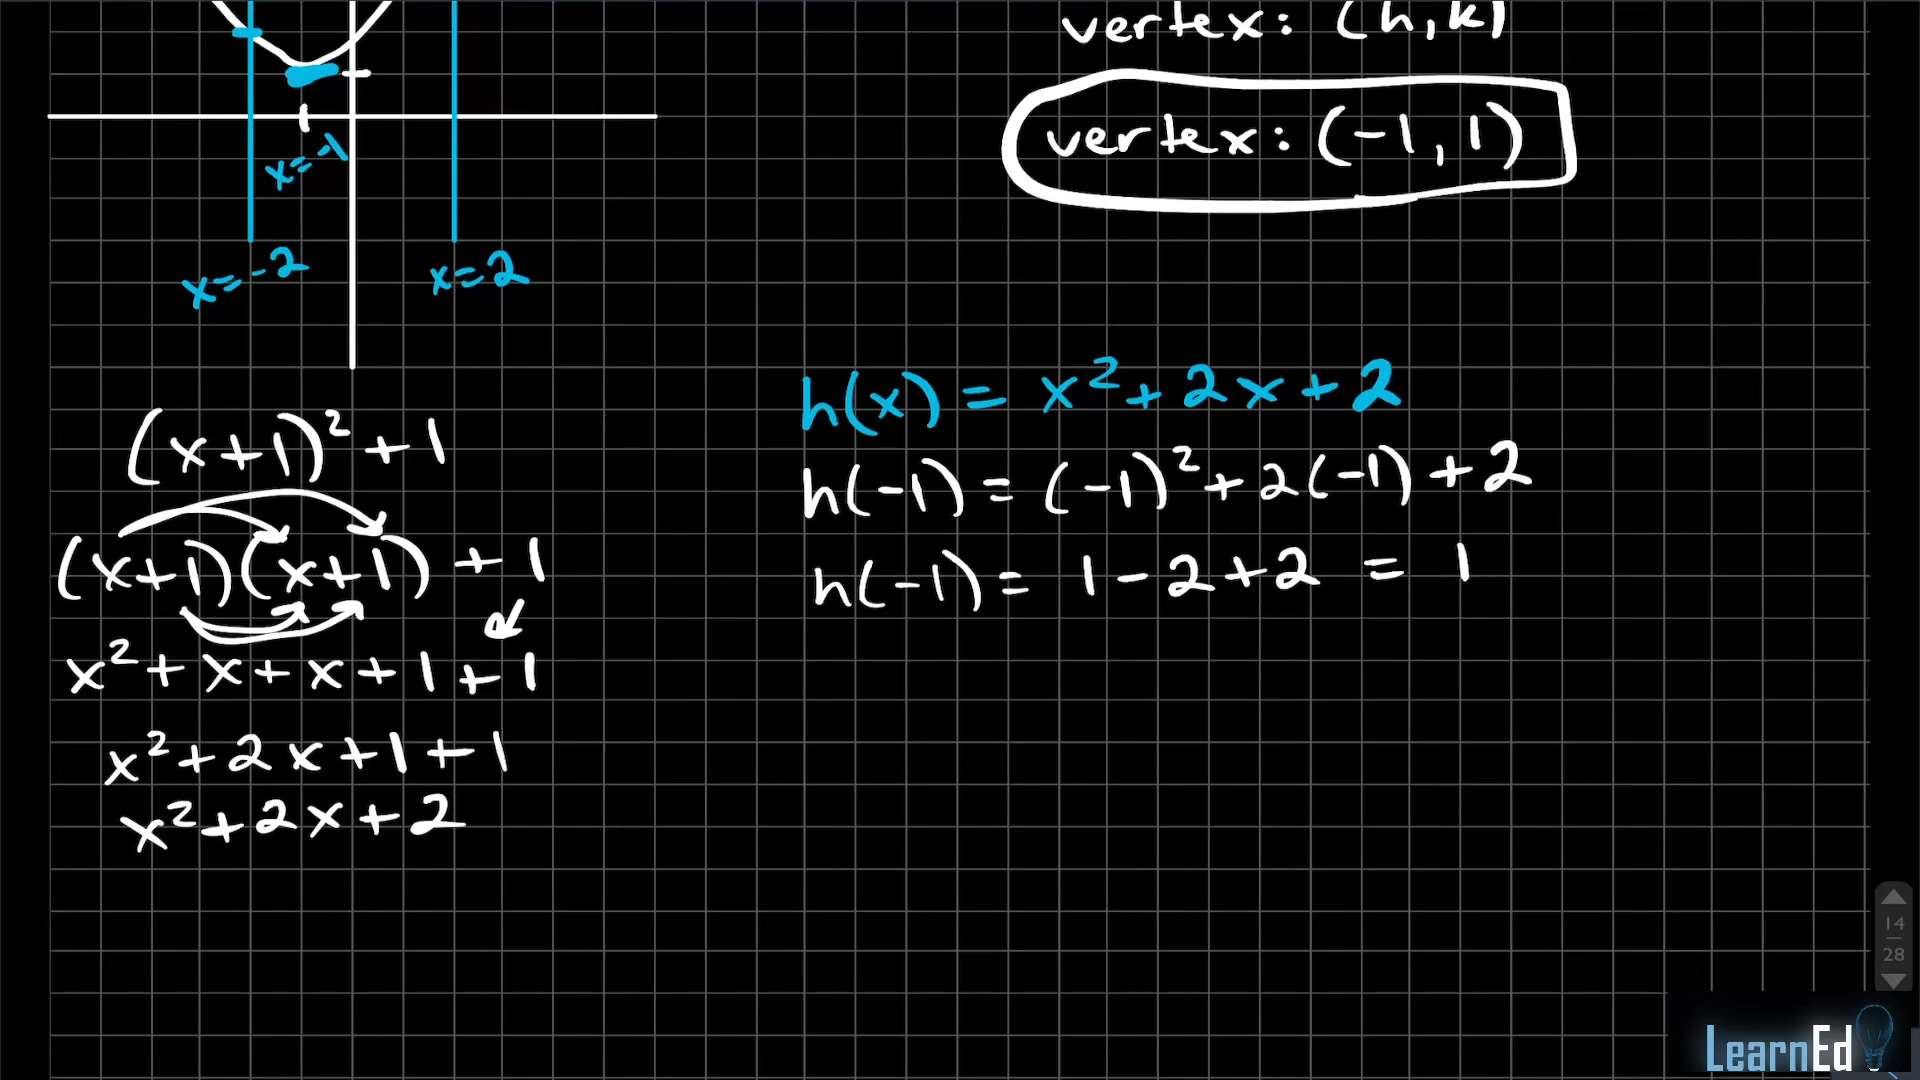 vertex: (h,k)
vertex: (-1,1)
x=-1
x=-2
x=2
h(x) = x²+2x+2
h(-1) = (-1)²+2(-1)+2
h(-1) = 1-2+2 = 1
(x+1)²+1
(x+1)(x+1)+1
x²+x+x+1+1
x²+2x+1+1
x²+2x+2
14
28
LearnEd